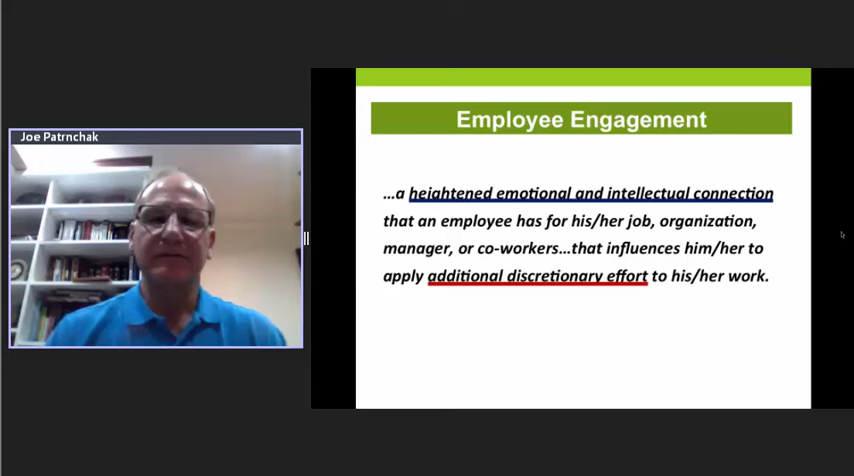 Joe Patrnchak
Employee Engagement
...a heightened emotional and intellectual connection
that an employee has for his/her job, organization,
manager, or co-workers...that influences him/her to
apply additional discretionary effort to his/her work.